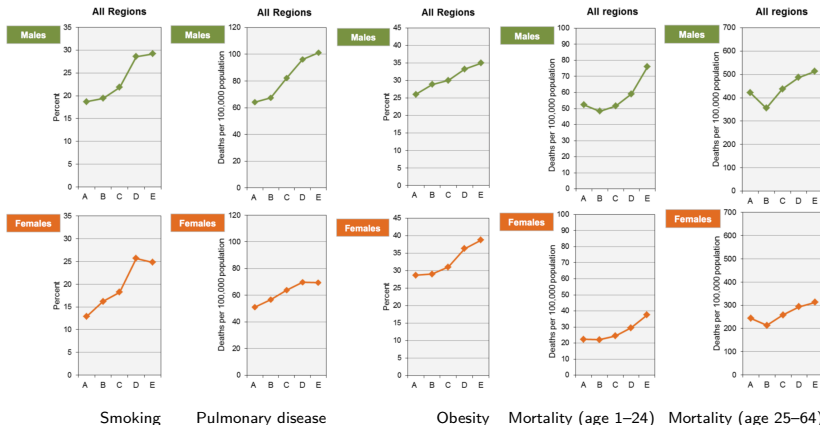 All Regions
All Regions
All Regions
All regions
All regions
Males
Males
Males
Males
Males
Percent
35
30
25
20
15
10
5
0
A B C D E
Deaths per 100,000 population
120
100
80
60
40
20
0
A B C D E
Percent
45
40
35
30
25
20
15
10
5
0
A B C D E
Deaths per 100,000 population
100
90
80
70
60
50
40
30
20
10
0
A B C D E
Deaths per 100,000 population
700
600
500
400
300
200
100
0
A B C D E
Females
Females
Females
Females
Females
Percent
35
30
25
20
15
10
5
0
A B C D E
Deaths per 100,000 population
120
100
80
60
40
20
0
A B C D E
Percent
45
40
35
30
25
20
15
10
5
0
A B C D E
Deaths per 100,000 population
100
90
80
70
60
50
40
30
20
10
0
A B C D E
Deaths per 100,000 population
700
600
500
400
300
200
100
0
A B C D E
Smoking
Pulmonary disease
Obesity
Mortality (age 1–24)
Mortality (age 25–64)